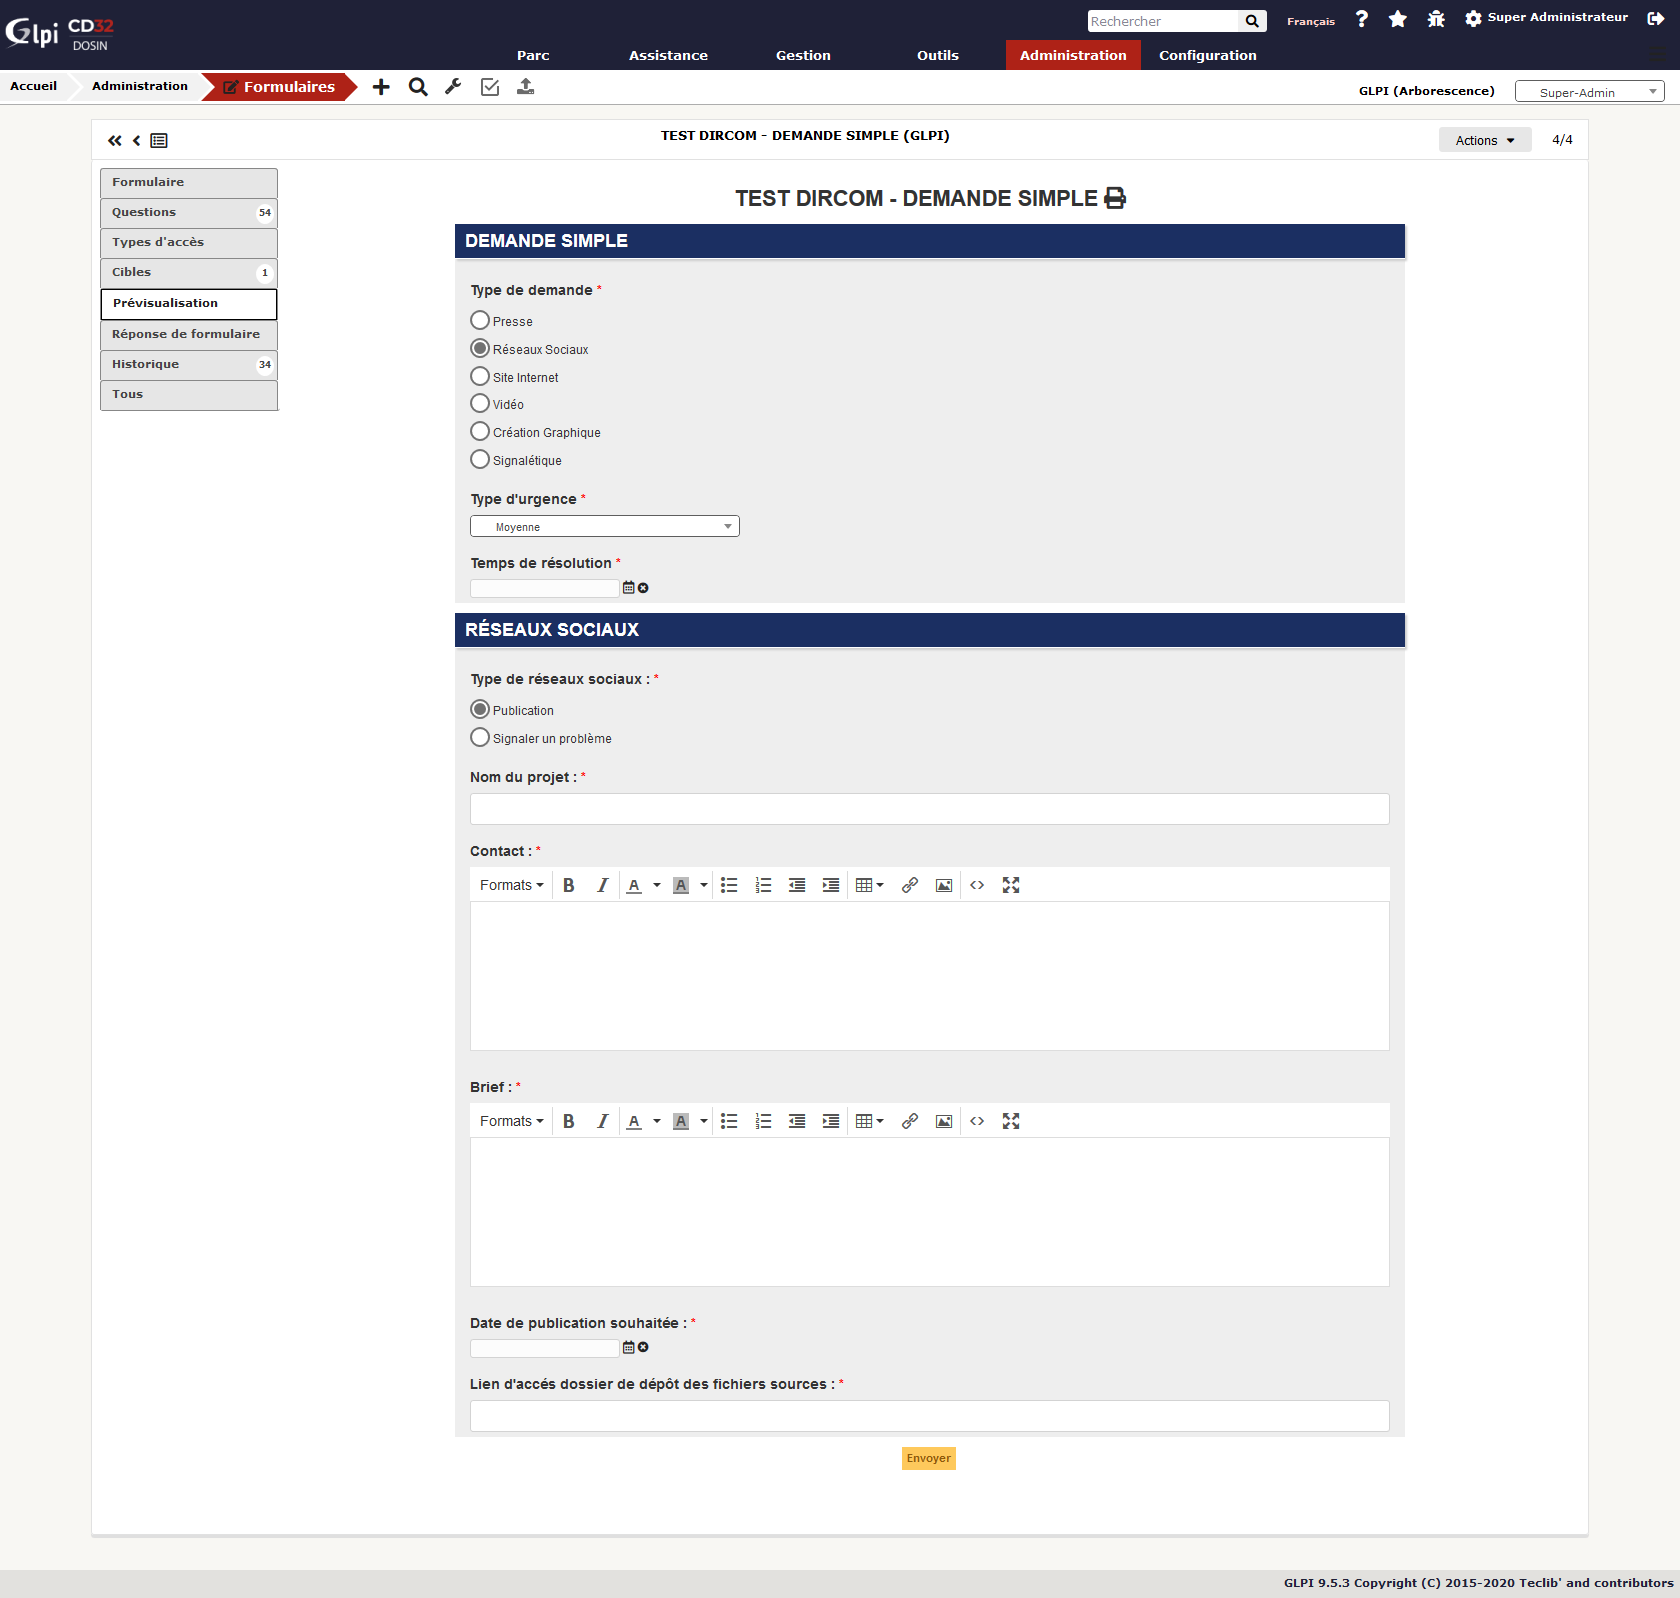 Glpi CD32 DOSIN
Rechercher
Français
Super Administrateur
Parc
Assistance
Gestion
Outils
Administration
Configuration
Accueil
Administration
Formulaires
GLPI (Arborescence)
Super-Admin
TEST DIRCOM - DEMANDE SIMPLE (GLPI)
Actions
4/4
Formulaire
Questions 54
Types d'accès
Cibles 1
Prévisualisation
Réponse de formulaire
Historique 34
Tous
TEST DIRCOM - DEMANDE SIMPLE
DEMANDE SIMPLE
Type de demande *
Presse
Réseaux Sociaux
Site Internet
Vidéo
Création Graphique
Signalétique
Type d'urgence *
Moyenne
Temps de résolution *
RÉSEAUX SOCIAUX
Type de réseaux sociaux : *
Publication
Signaler un problème
Nom du projet : *
Contact : *
Formats B I A A
Brief : *
Formats B I A A
Date de publication souhaitée : *
Lien d'accés dossier de dépôt des fichiers sources : *
Envoyer
GLPI 9.5.3 Copyright (C) 2015-2020 Teclib' and contributors